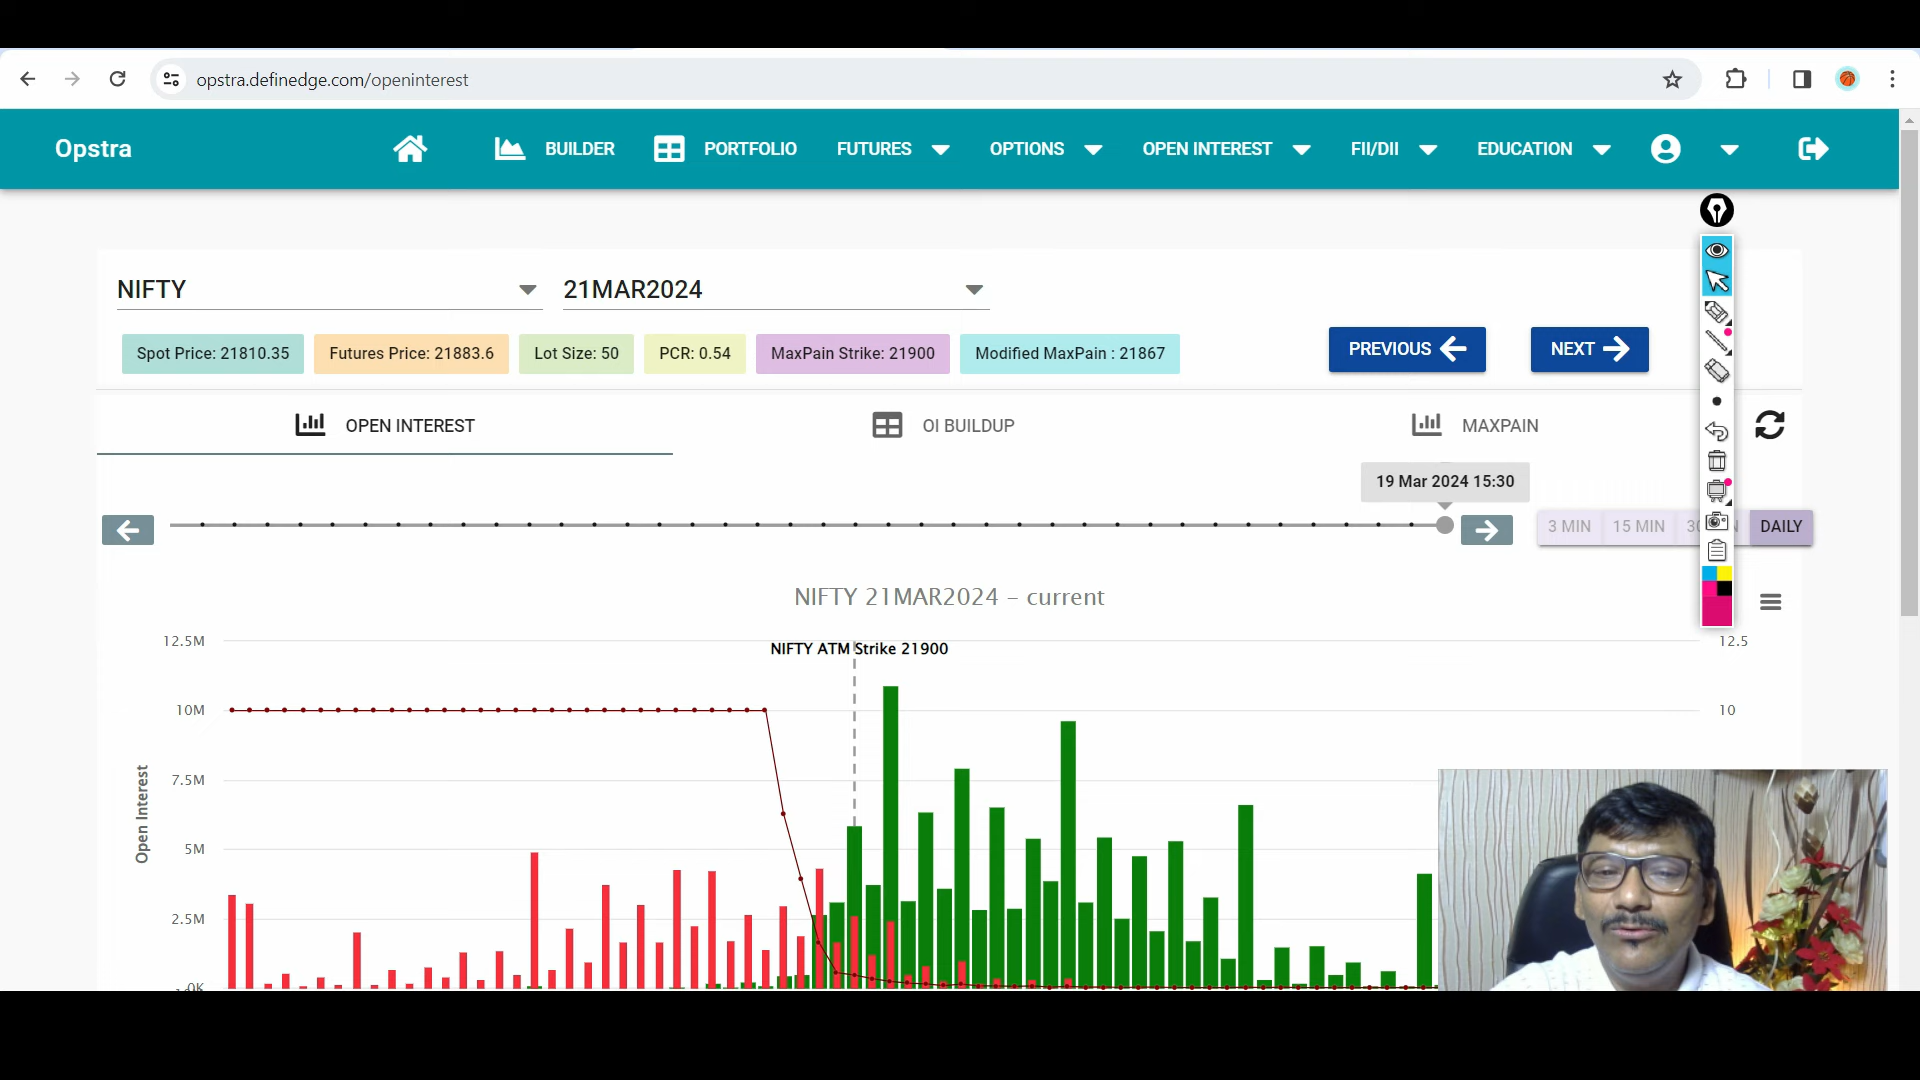 opstra.definedge.com/openinterest
Opstra
BUILDER
PORTFOLIO
FUTURES
OPTIONS
OPEN INTEREST
FII/DII
EDUCATION
NIFTY
21MAR2024
Spot Price: 21810.35
Futures Price: 21883.6
Lot Size: 50
PCR: 0.54
MaxPain Strike: 21900
Modified MaxPain : 21867
PREVIOUS
NEXT
OPEN INTEREST
OI BUILDUP
MAXPAIN
19 Mar 2024 15:30
3 MIN
15 MIN
DAILY
NIFTY 21MAR2024 – current
12.5M
12.5
NIFTY ATM Strike 21900
10M
10
7.5M
Open Interest
5M
2.5M